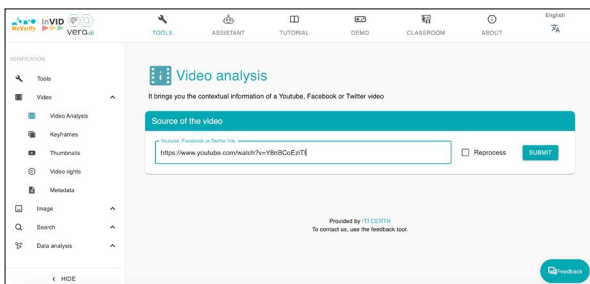 WeVerify
InVID
vera.ai
TOOLS
ASSISTANT
TUTORIAL
DEMO
CLASSROOM
ABOUT
English
VERIFICATION
Tools
Video
Video Analysis
Keyframes
Thumbnails
Video rights
Metadata
Image
Search
Data analysis
< HIDE
Video analysis
It brings you the contextual information of a Youtube, Facebook or Twitter video
Source of the video
Youtube, Facebook or Twitter link
https://www.youtube.com/watch?v=Y8nBCoEziTI
Reprocess
SUBMIT
Provided by ITI CERTH
To contact us, use the feedback tool.
Feedback